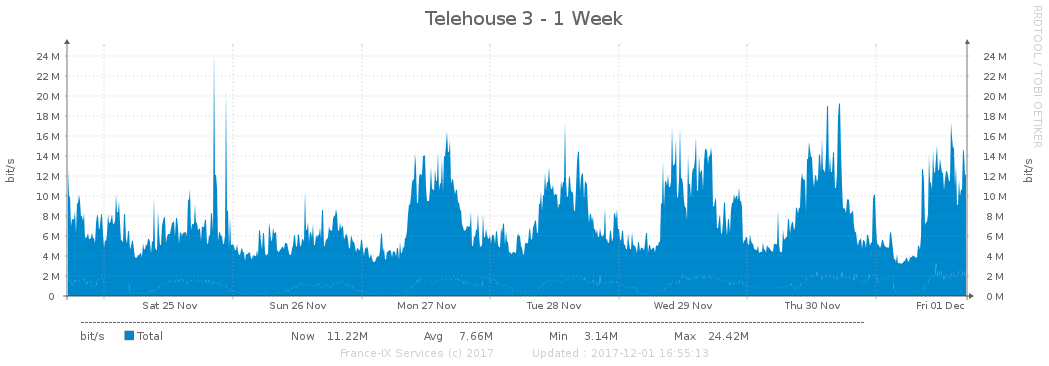 Telehouse 3 - 1 Week
RRDTOOL / TOBI OETIKER
24 M 24 M
22 M 22 M
20 M 20 M
18 M 18 M
16 M 16 M
14 M 14 M
12 M 12 M
10 M 10 M
8 M 8 M
6 M 6 M
4 M 4 M
2 M 2 M
0 0 M
bit/s
bit/s
Sat 25 Nov Sun 26 Nov Mon 27 Nov Tue 28 Nov Wed 29 Nov Thu 30 Nov Fri 01 Dec
bit/s Total Now 11.22M Avg 7.66M Min 3.14M Max 24.42M
France-IX Services (c) 2017 Updated : 2017-12-01 16:55:13